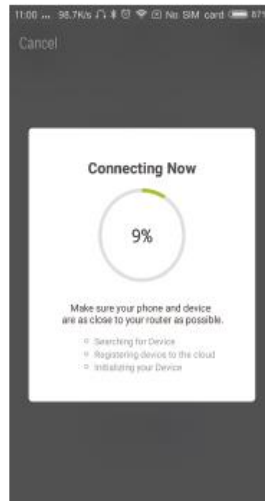 11:00 ... 98.7K/s No SIM card 87%
Cancel
Connecting Now
9%
Make sure your phone and device
are as close to your router as possible.
Searching for Device
Registering device to the cloud
Initializing your Device